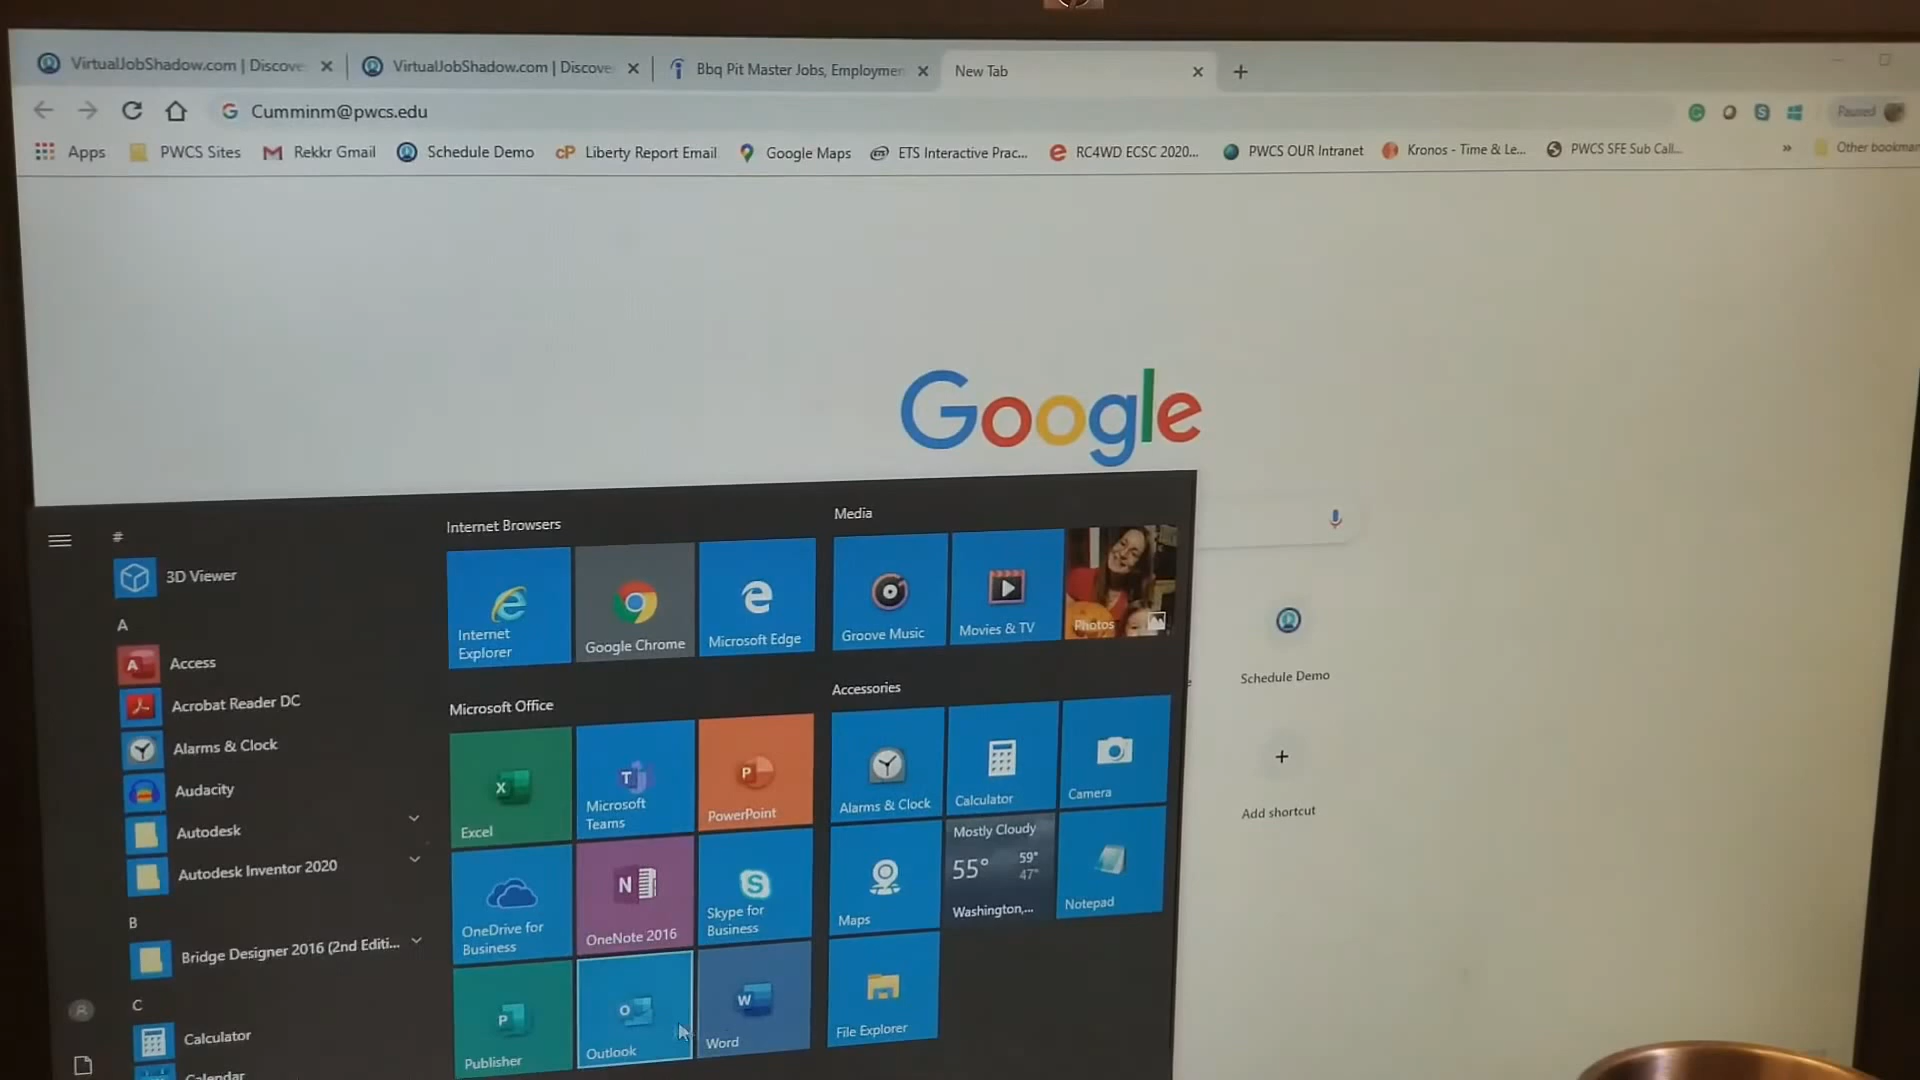 VirtualJobShadow.com | Discove
VirtualJobShadow.com | Discove
Bbq Pit Master Jobs, Employmen
New Tab
Cumminm@pwcs.edu
Paused
Apps
PWCS Sites
Rekkr Gmail
Schedule Demo
cP
Liberty Report Email
Google Maps
ETS Interactive Prac...
RC4WD ECSC 2020...
PWCS OUR Intranet
Kronos - Time & Le...
PWCS SFE Sub Call...
»
Other bookmar
Google
#
3D Viewer
A
Access
Acrobat Reader DC
Alarms & Clock
Audacity
Autodesk
Autodesk Inventor 2020
B
Bridge Designer 2016 (2nd Editi...
C
Calculator
Calendar
Internet Browsers
Internet
Explorer
Google Chrome
Microsoft Edge
Media
Groove Music
Movies & TV
Photos
Microsoft Office
Excel
Microsoft
Teams
PowerPoint
OneDrive for
Business
OneNote 2016
Skype for
Business
Publisher
Outlook
Word
Accessories
Alarms & Clock
Calculator
Camera
Maps
Mostly Cloudy
55° 59°
47°
Washington,...
Notepad
File Explorer
Schedule Demo
Add shortcut